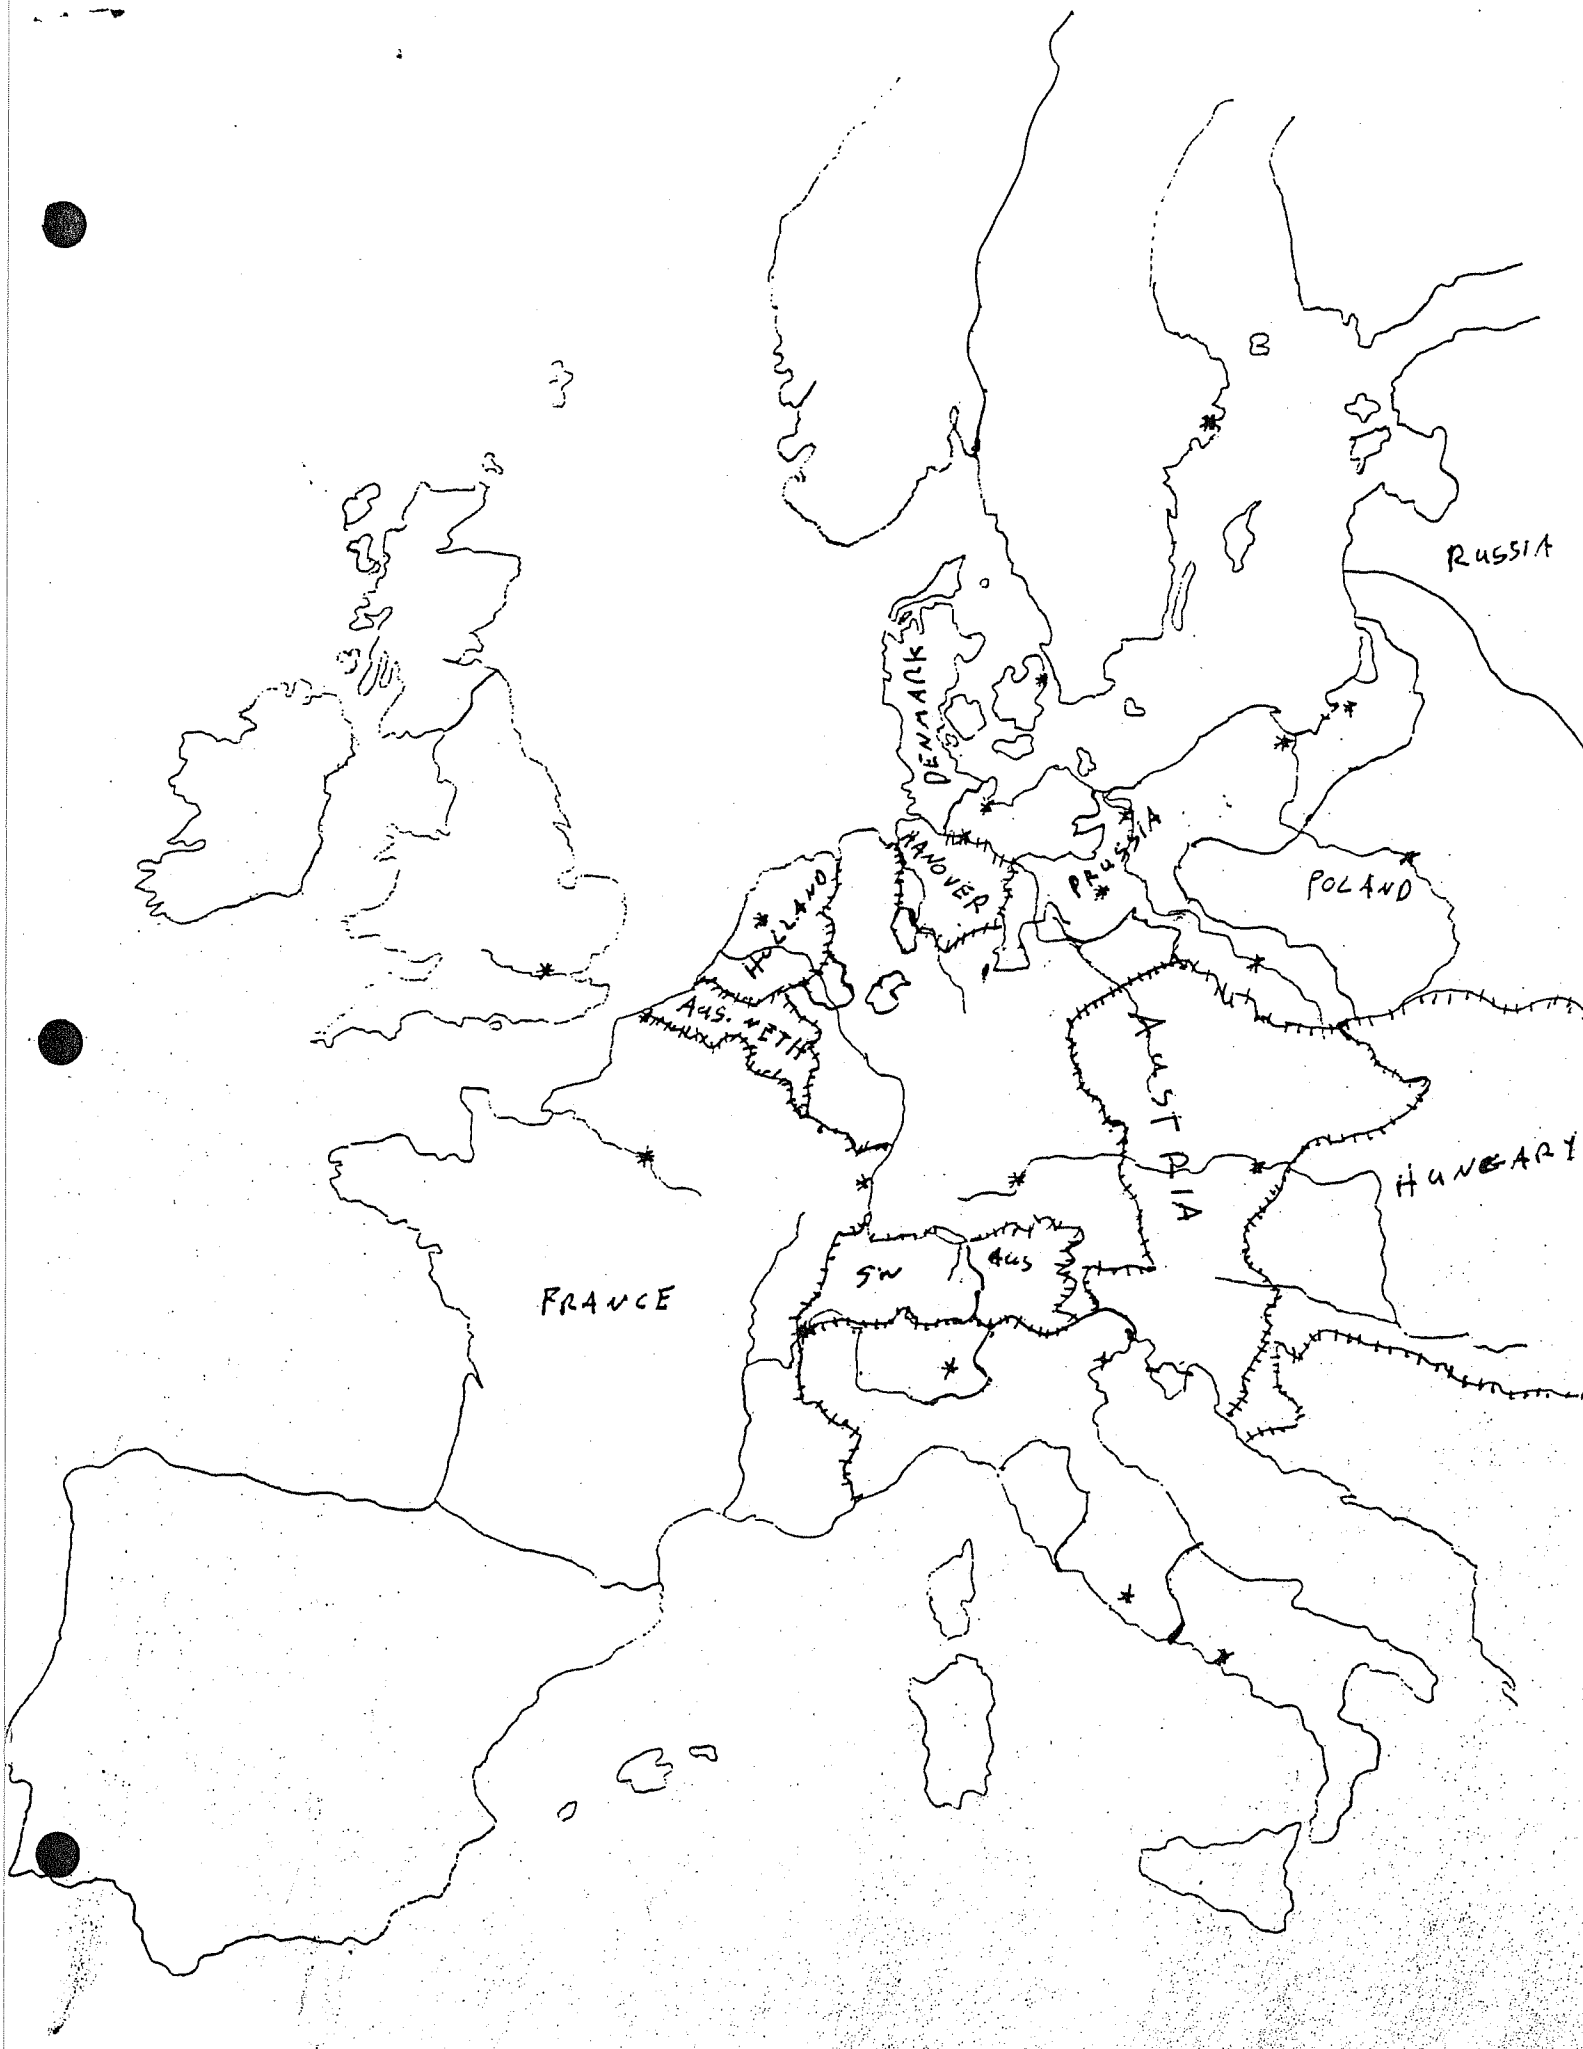 B
RUSSIA
DENMARK
HANOVER
PRUSSIA
POLAND
HOLLAND
AUS. NETH
AUSTRIA
HUNGARY
SW
AUS
FRANCE